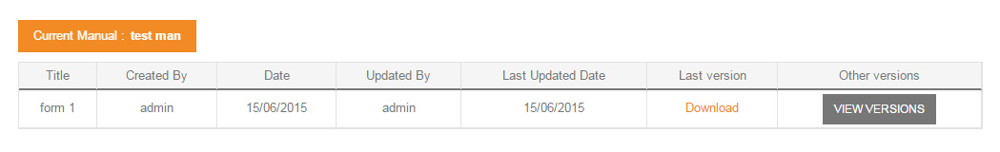 Current Manual : test man
Title Created By Date Updated By Last Updated Date Last version Other versions
form 1 admin 15/06/2015 admin 15/06/2015 Download VIEW VERSIONS